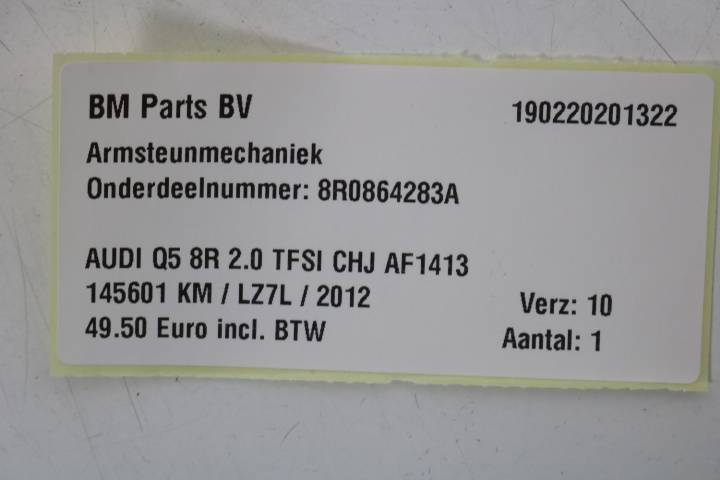 BM Parts BV 190220201322
Armsteunmechaniek
Onderdeelnummer: 8R0864283A
AUDI Q5 8R 2.0 TFSI CHJ AF1413
145601 KM / LZ7L / 2012 Verz: 10
49.50 Euro incl. BTW Aantal: 1